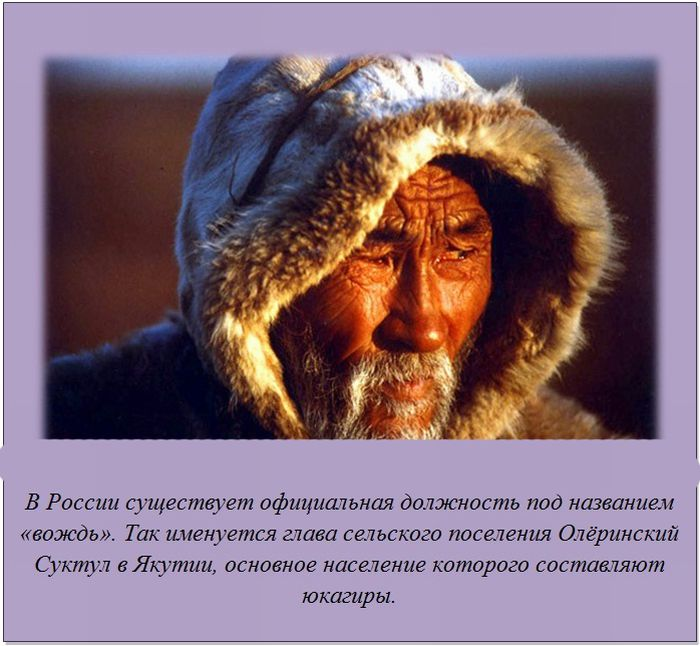 В России существует официальная должность под названием
«вождь». Так именуется глава сельского поселения Олёринский
Суктул в Якутии, основное население которого составляют
юкагиры.